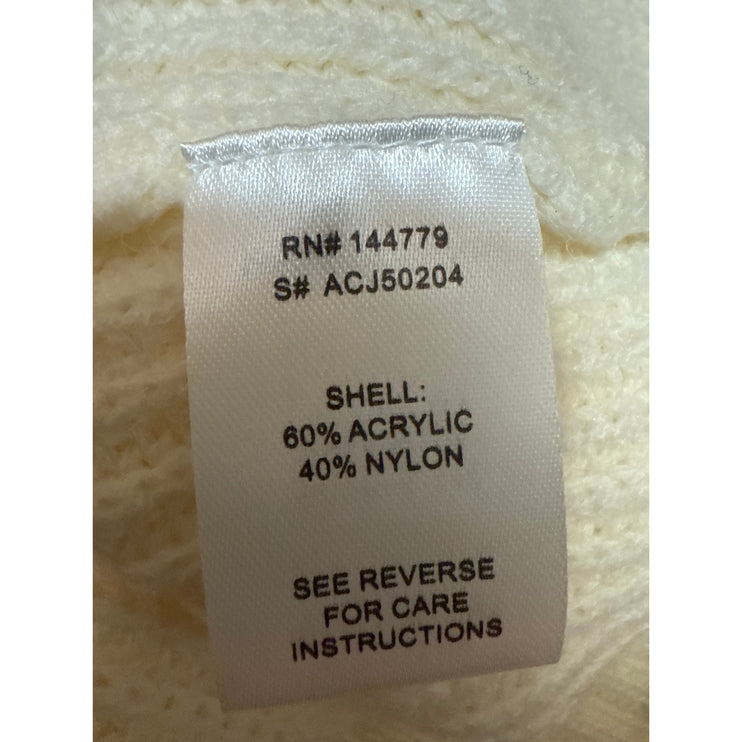 RN# 144779
S# ACJ50204
SHELL:
60% ACRYLIC
40% NYLON
SEE REVERSE
FOR CARE
INSTRUCTIONS